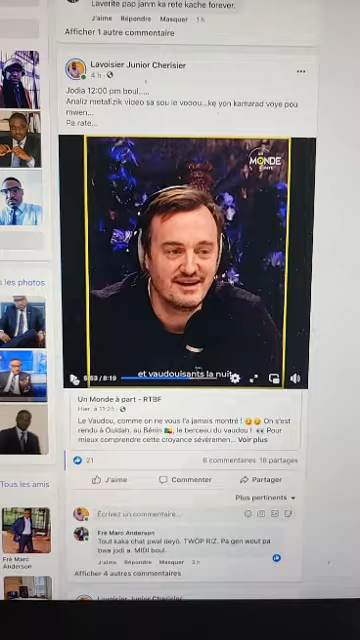 Laverite pap janm ka rete kache forever.
J'aime Répondre Masquer 1 h
Afficher 1 autre commentaire
Lavoisier Junior Cherisier
4 h
Jodia 12:00 pm boul.....
Analiz metafizik video sa sou le vodou...ke yon kamarad voye pou
mwen...
Pa rate...
UN
MONDE
À PART
et vaudouisants la nuit
5:53 / 8:19
Un Monde à part - RTBF
Hier, à 11:25
Le Vaudou, comme on ne vous l'a jamais montré ! On s'est
rendu à Ouidah, au Bénin, le berceau du vaudou ! Pour
mieux comprendre cette croyance sévèremen... Voir plus
21
6 commentaires 18 partages
J'aime Commenter Partager
Plus pertinents
Écrivez un commentaire...
Frè Marc Anderson
Tout kaka chat pwal deyò. TWÒP RIZ. Pa gen wout pa
bwa jodi a. MIDI boul.
J'aime Répondre Masquer 3 h
Afficher 4 autres commentaires
Lavoisier Junior Cherisier
s les photos
Tous les amis
Frè Marc
Anderson